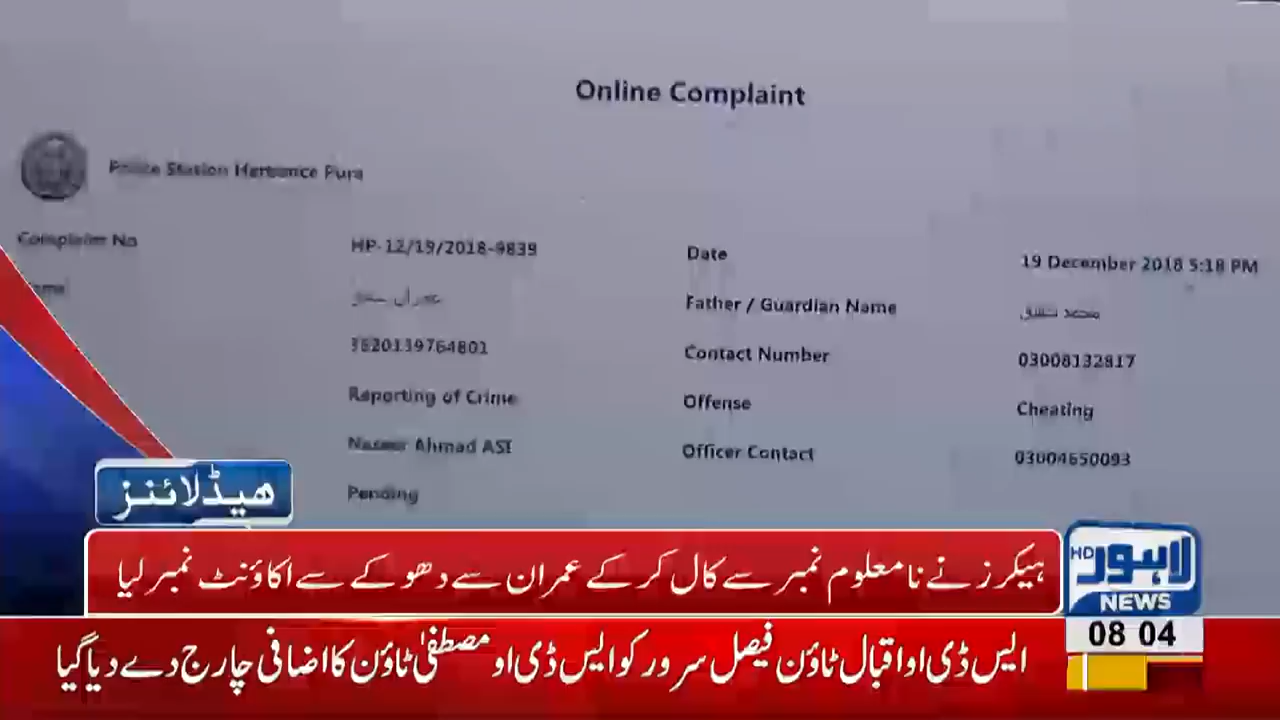 Online Complaint
Police Station Herbance Pura
Complaint No HP-12/19/2018-9839 Date 19 December 2018 5:18 PM
Father / Guardian Name محمد
3520139764801 Contact Number 03008132817
Reporting of Crime Offense Cheating
Nazeer Ahmad ASI Officer Contact 03004650093
Pending
ھیڈلائنز
ہیکرز نے نامعلوم نمبر سے کال کر کے عمران سے دھوکے سے اکاؤنٹ نمبر لیا
لاہور HD
NEWS
08 04
ایس ڈی او اقبال ٹاؤن فیصل سرور کو ایس ڈی او مصطفیٰ ٹاؤن کا اضافی چارج دے دیا گیا